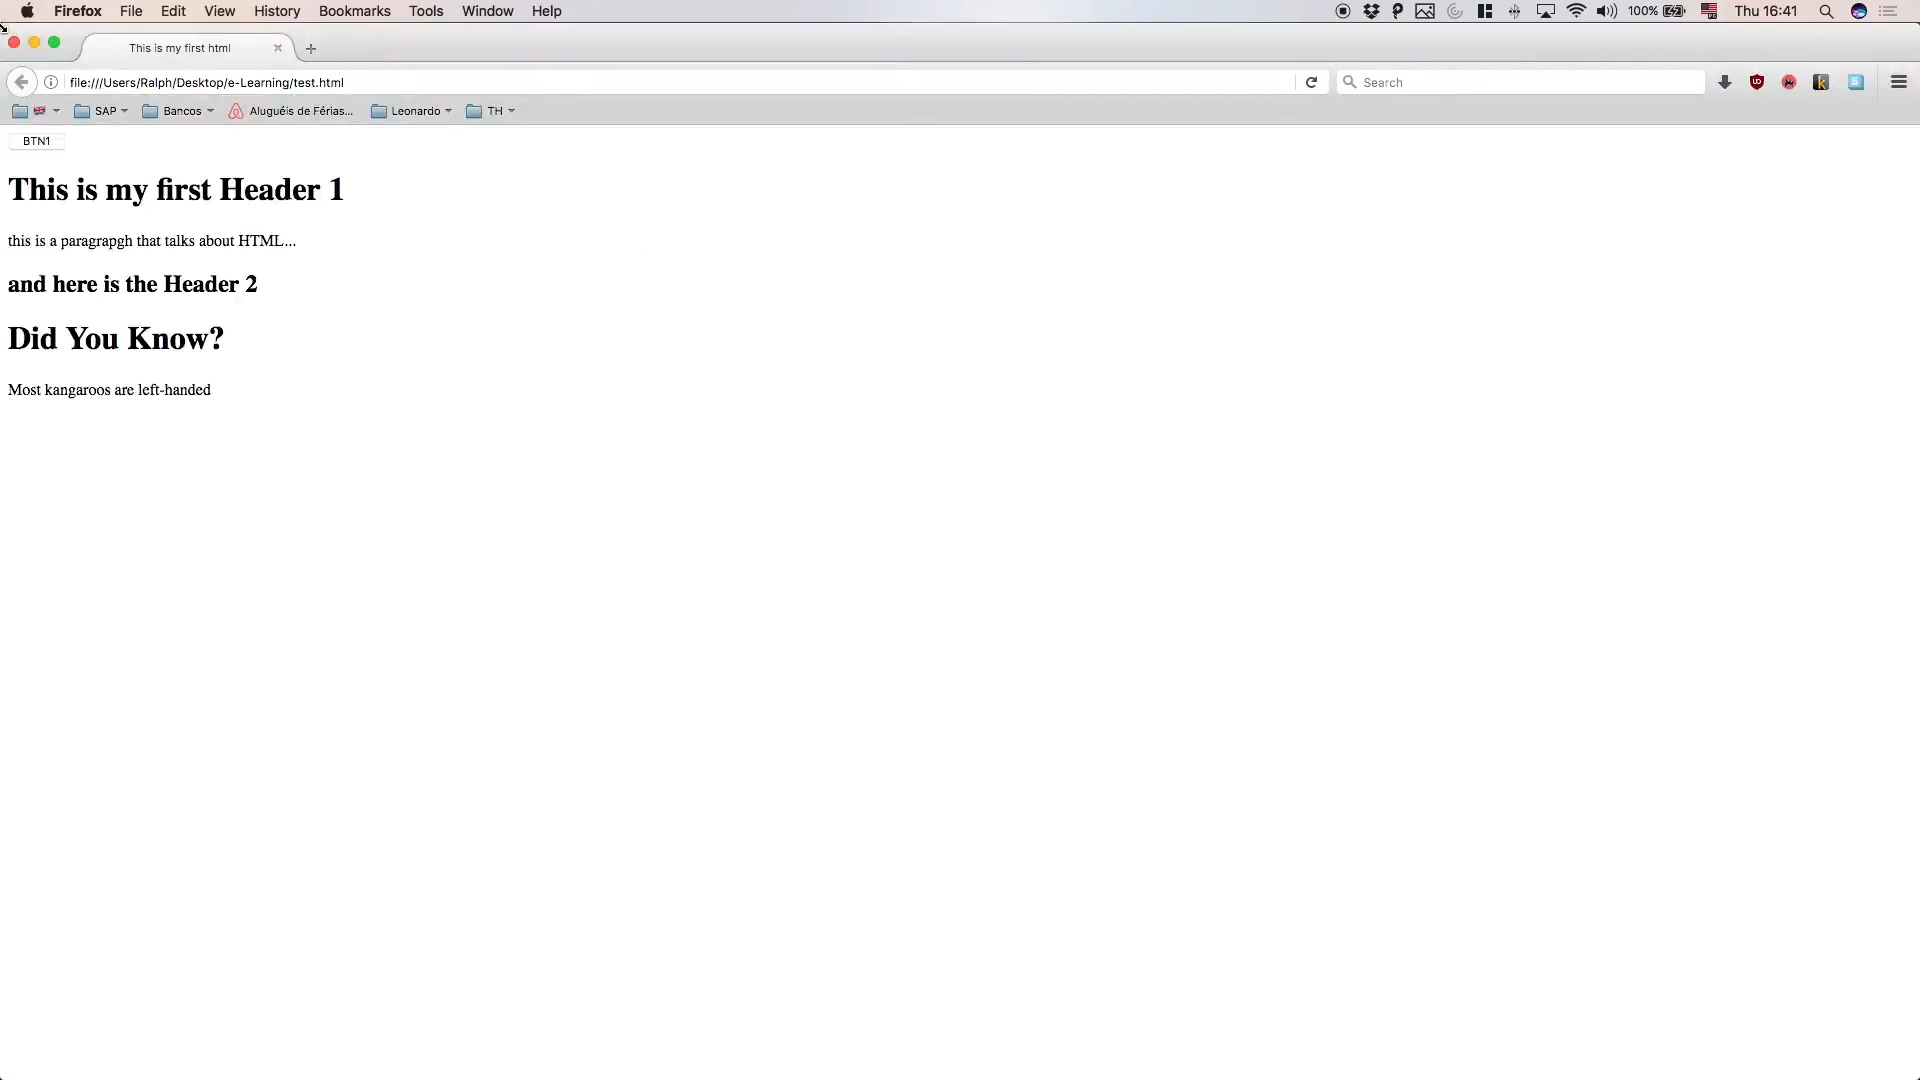 Firefox File Edit View History Bookmarks Tools Window Help 100% Thu 16:41
This is my first html
file:///Users/Ralph/Desktop/e-Learning/test.html Search
SAP Bancos Aluguéis de Férias... Leonardo TH
BTN1
This is my first Header 1
this is a paragrapgh that talks about HTML...
and here is the Header 2
Did You Know?
Most kangaroos are left-handed